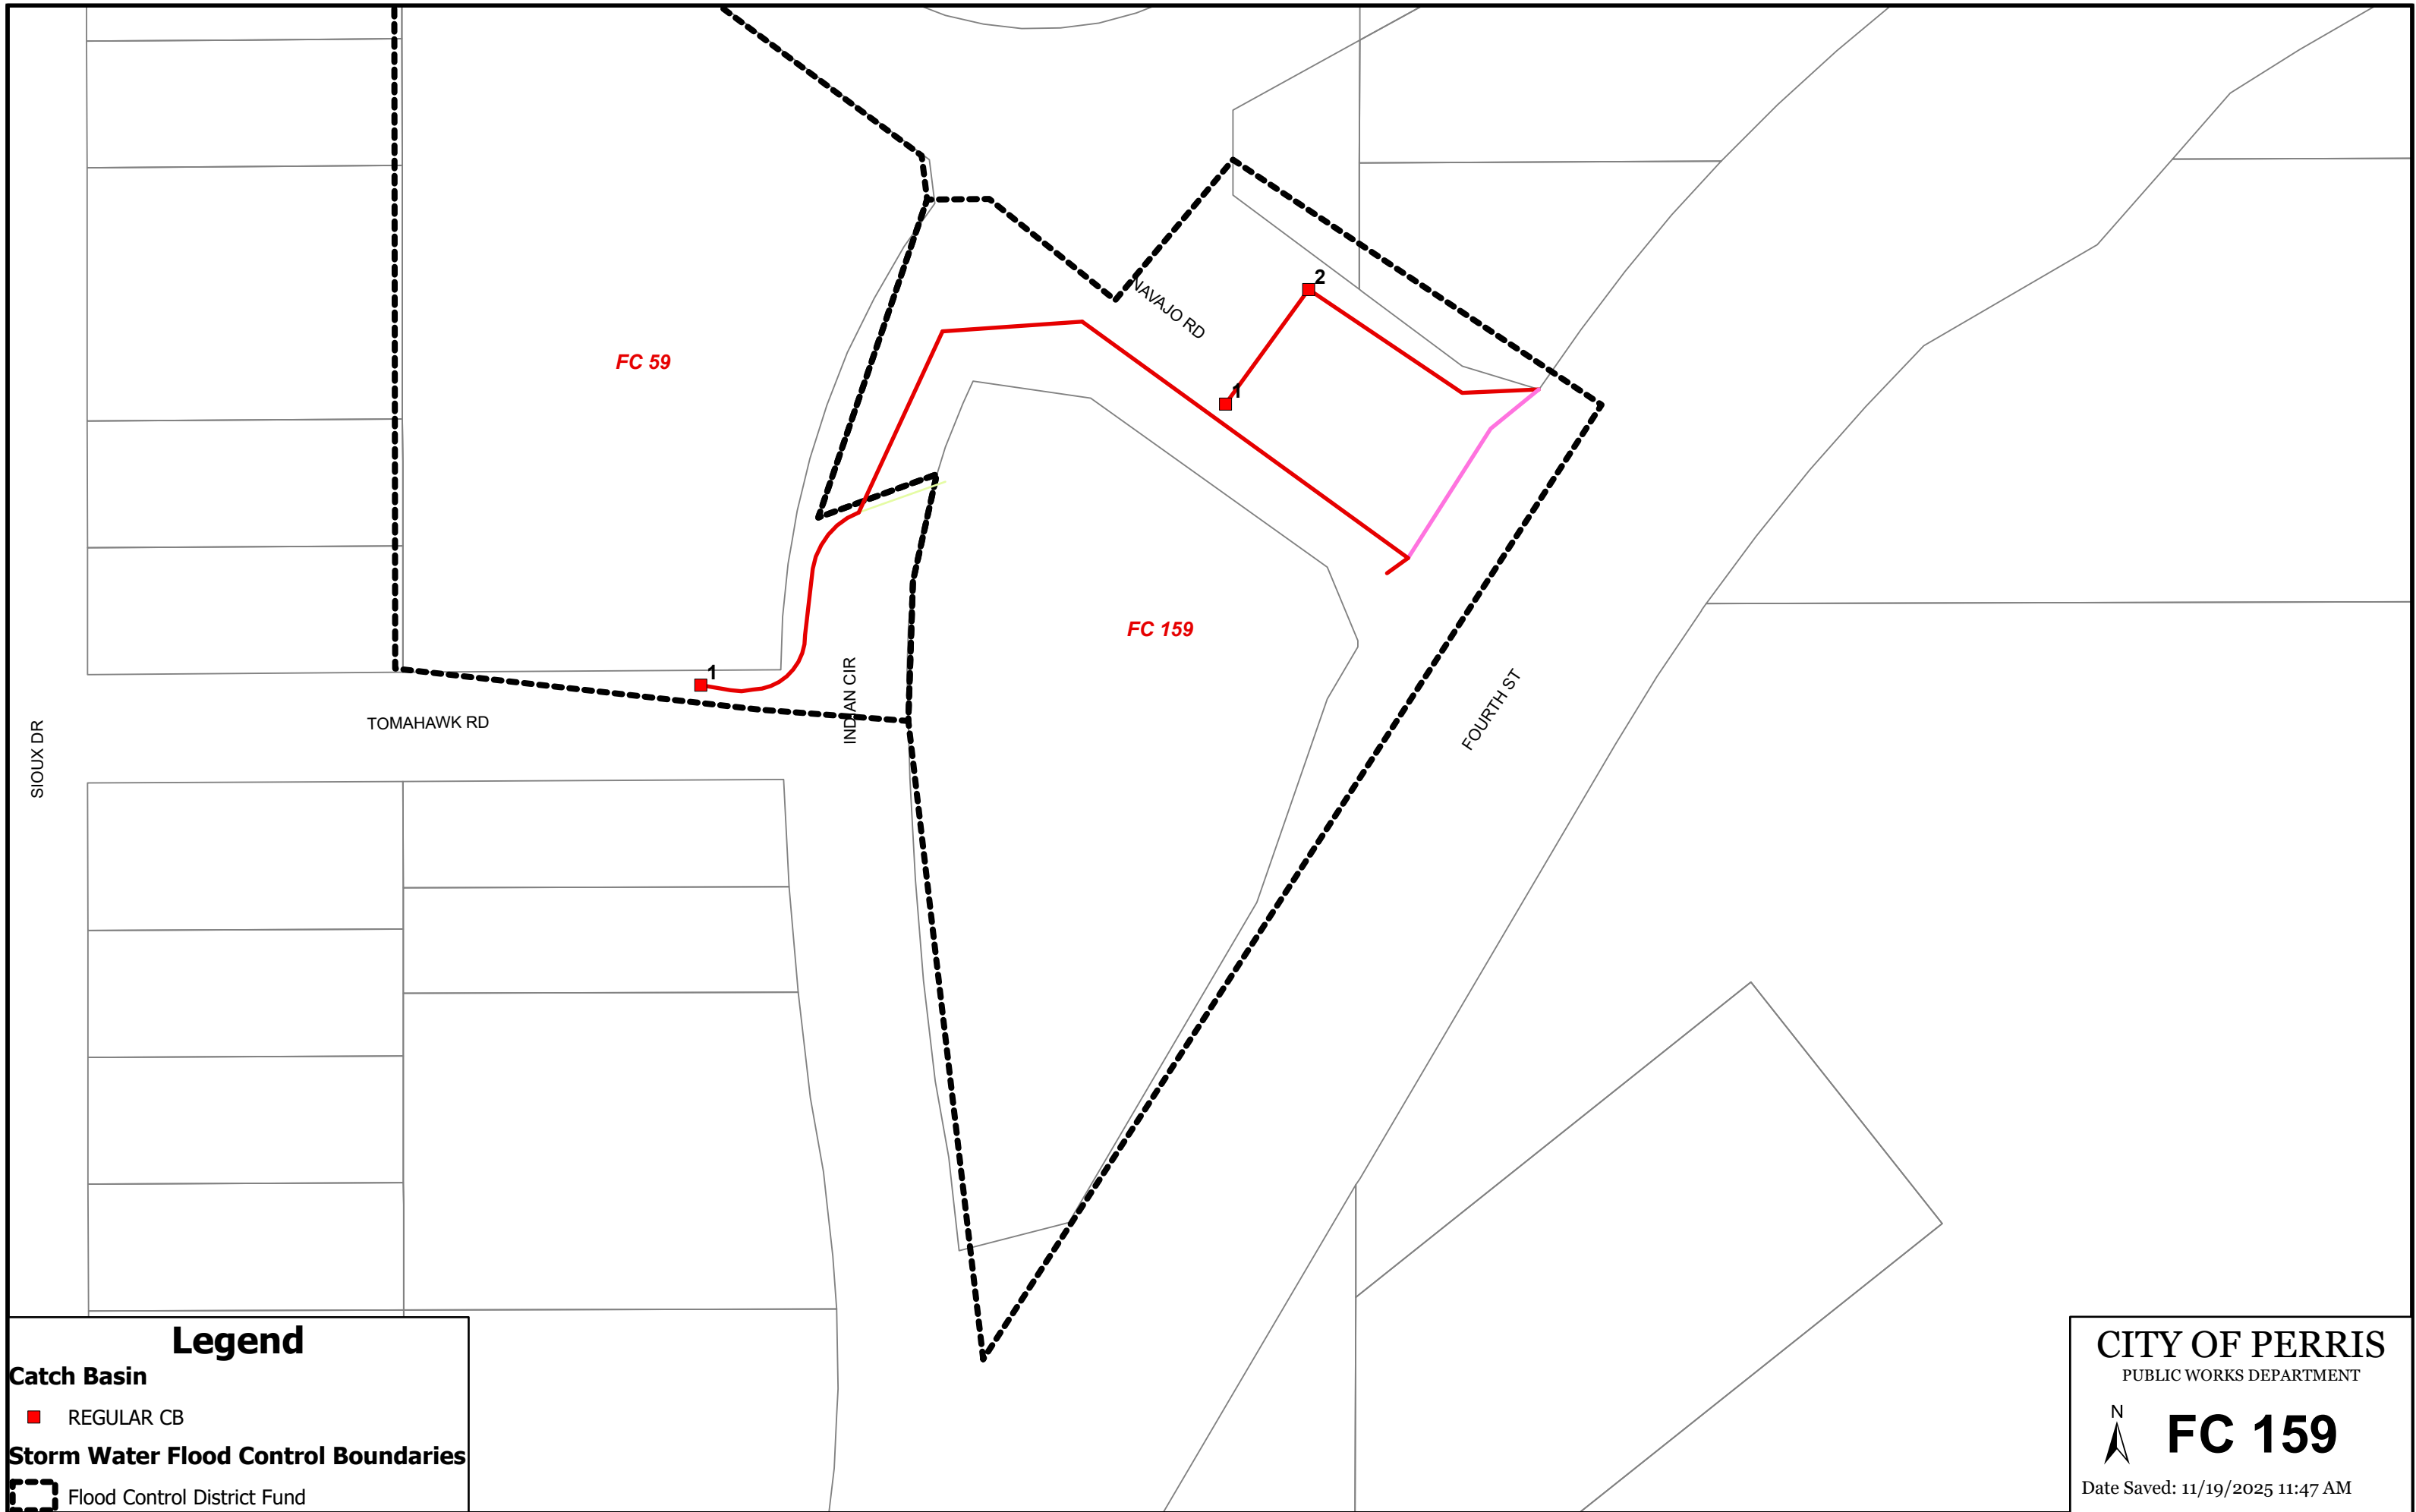 2
NAVAJO RD
1
FC 59
FC 159
1
INDIAN CIR
FOURTH ST
TOMAHAWK RD
SIOUX DR
Legend
Catch Basin
REGULAR CB
Storm Water Flood Control Boundaries
Flood Control District Fund
CITY OF PERRIS
PUBLIC WORKS DEPARTMENT
N
FC 159
Date Saved: 11/19/2025 11:47 AM